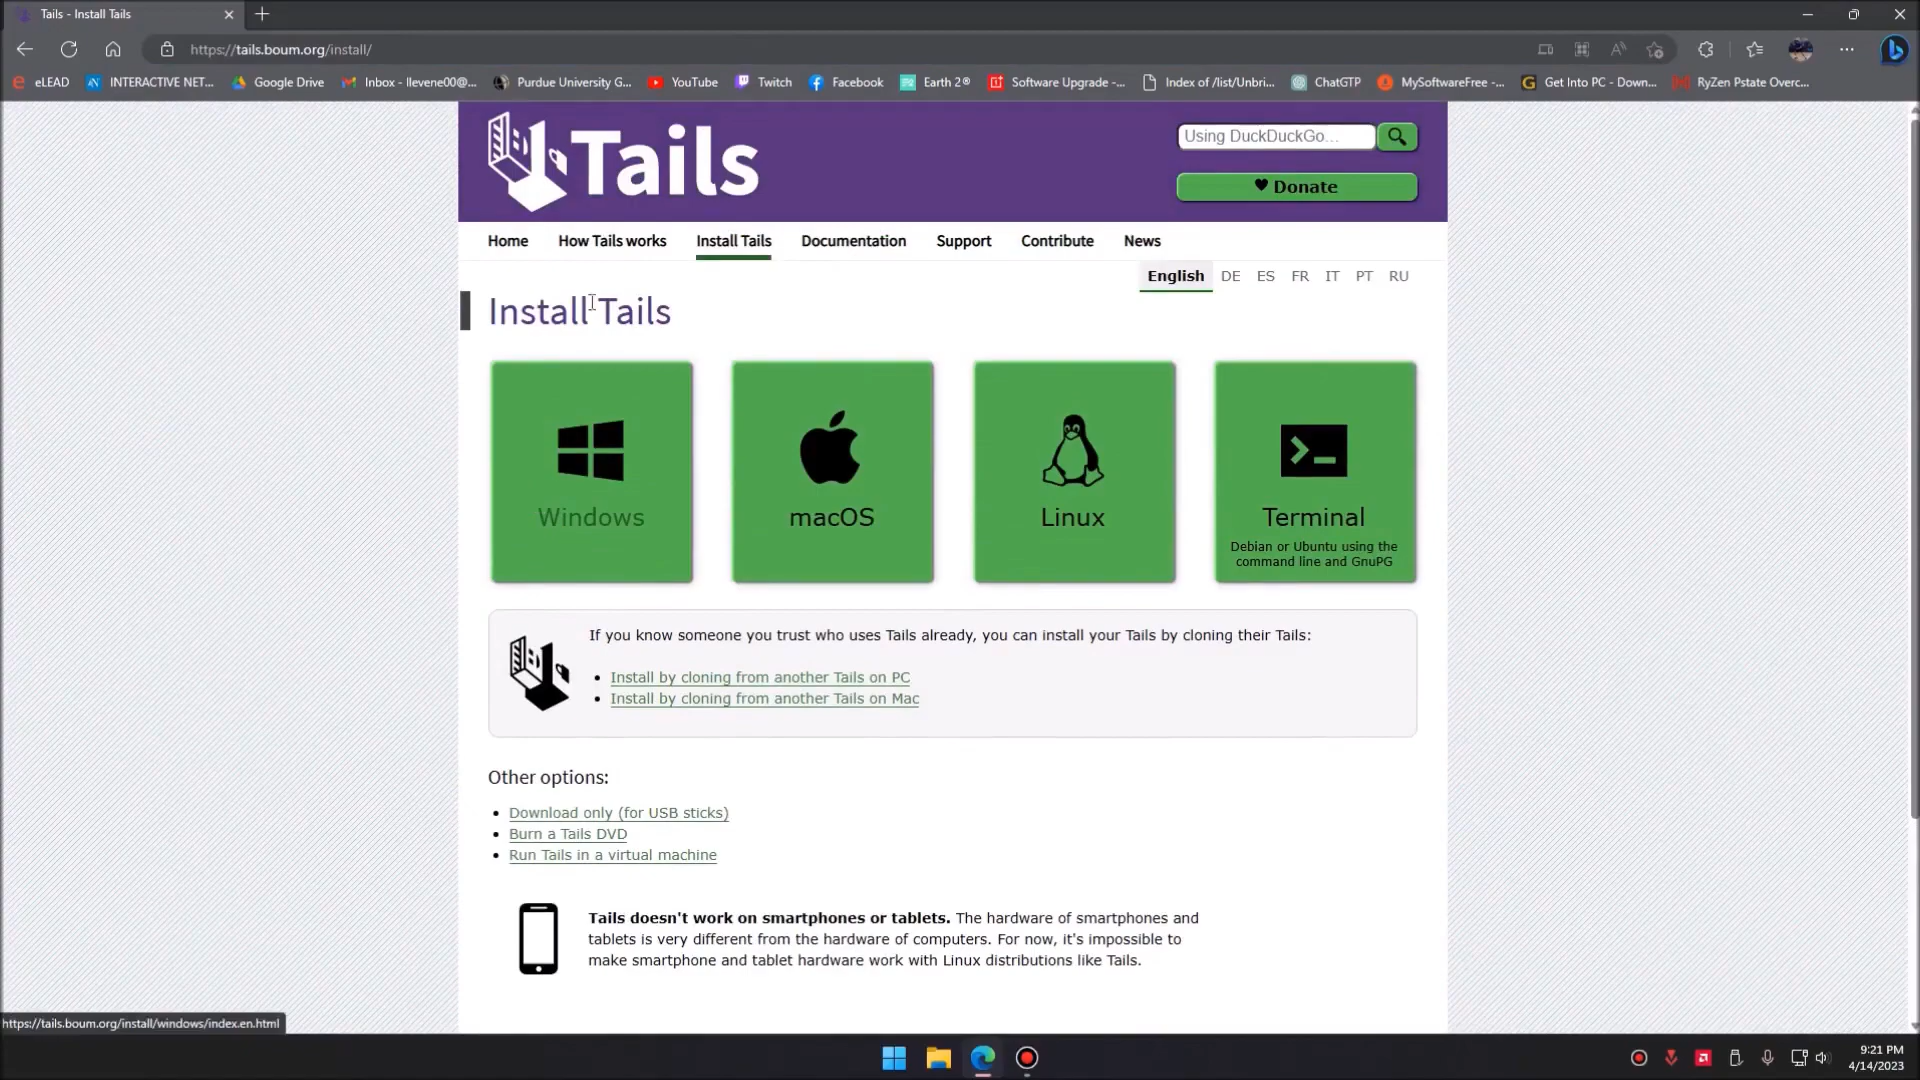 Tails - Install Tails
https://tails.boum.org/install/
eLEAD
INTERACTIVE NET...
Google Drive
Inbox - llevene00@...
Purdue University G...
YouTube
Twitch
Facebook
Earth 2®
Software Upgrade -...
Index of /list/Unbri...
ChatGTP
MySoftwareFree -...
Get Into PC - Down...
RyZen Pstate Overc...
Tails
Using DuckDuckGo...
Donate
Home
How Tails works
Install Tails
Documentation
Support
Contribute
News
English DE ES FR IT PT RU
Install Tails
Windows
macOS
Linux
Terminal
Debian or Ubuntu using the
command line and GnuPG
If you know someone you trust who uses Tails already, you can install your Tails by cloning their Tails:
Install by cloning from another Tails on PC
Install by cloning from another Tails on Mac
Other options:
Download only (for USB sticks)
Burn a Tails DVD
Run Tails in a virtual machine
Tails doesn't work on smartphones or tablets. The hardware of smartphones and
tablets is very different from the hardware of computers. For now, it's impossible to
make smartphone and tablet hardware work with Linux distributions like Tails.
https://tails.boum.org/install/windows/index.en.html
9:21 PM
4/14/2023